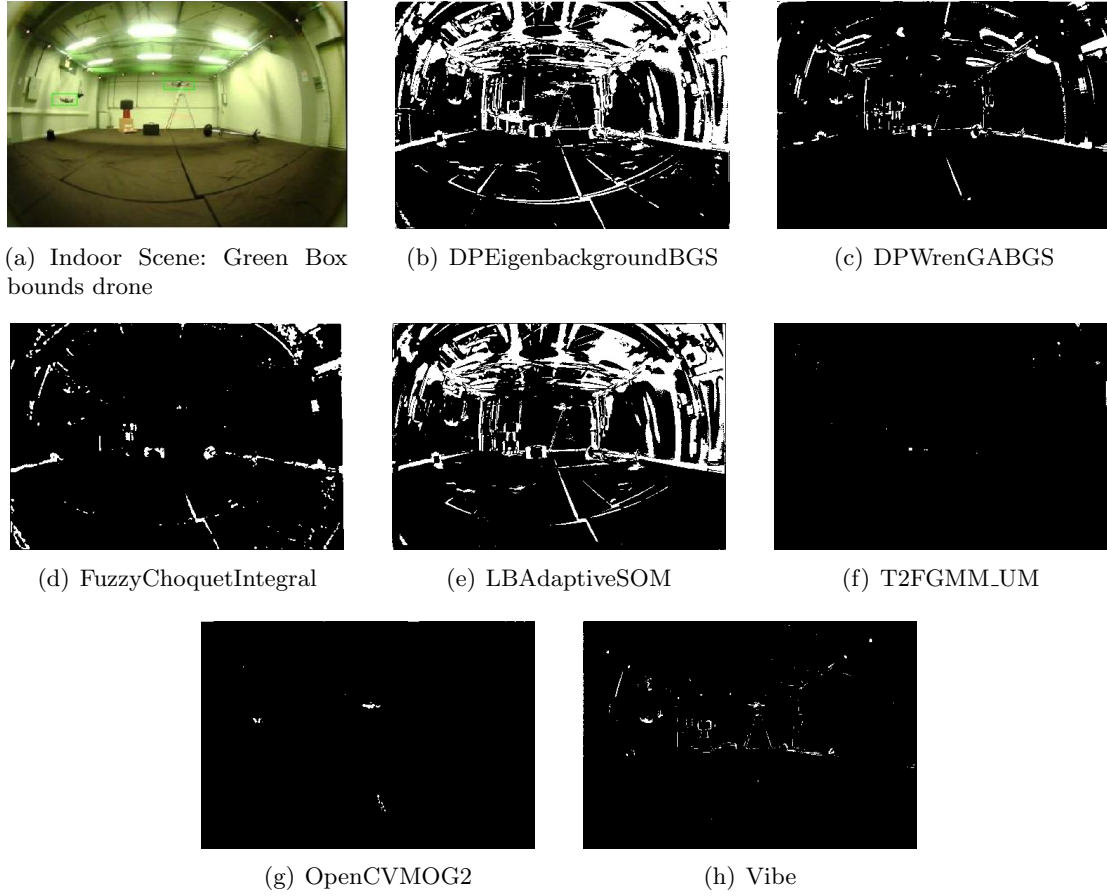 (a) Indoor Scene: Green Box
bounds drone
(b) DPEigenbackgroundBGS
(c) DPWrenGABGS
(d) FuzzyChoquetIntegral
(e) LBAdaptiveSOM
(f) T2FGMM_UM
(g) OpenCVMOG2
(h) Vibe